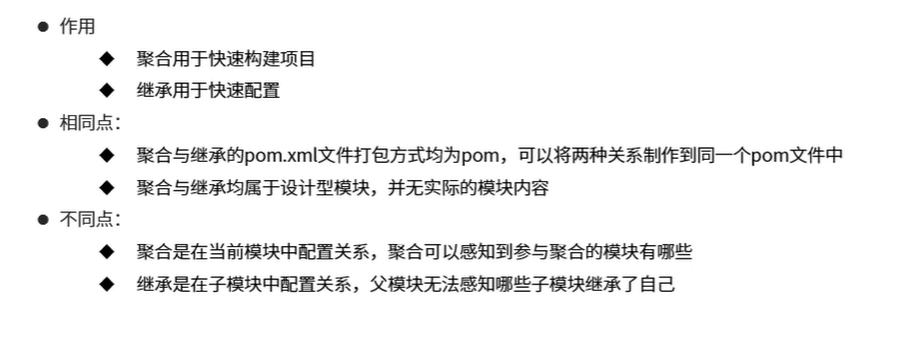 ● 作用
◆ 聚合用于快速构建项目
◆ 继承用于快速配置
● 相同点：
◆ 聚合与继承的pom.xml文件打包方式均为pom，可以将两种关系制作到同一个pom文件中
◆ 聚合与继承均属于设计型模块，并无实际的模块内容
● 不同点：
◆ 聚合是在当前模块中配置关系，聚合可以感知到参与聚合的模块有哪些
◆ 继承是在子模块中配置关系，父模块无法感知哪些子模块继承了自己